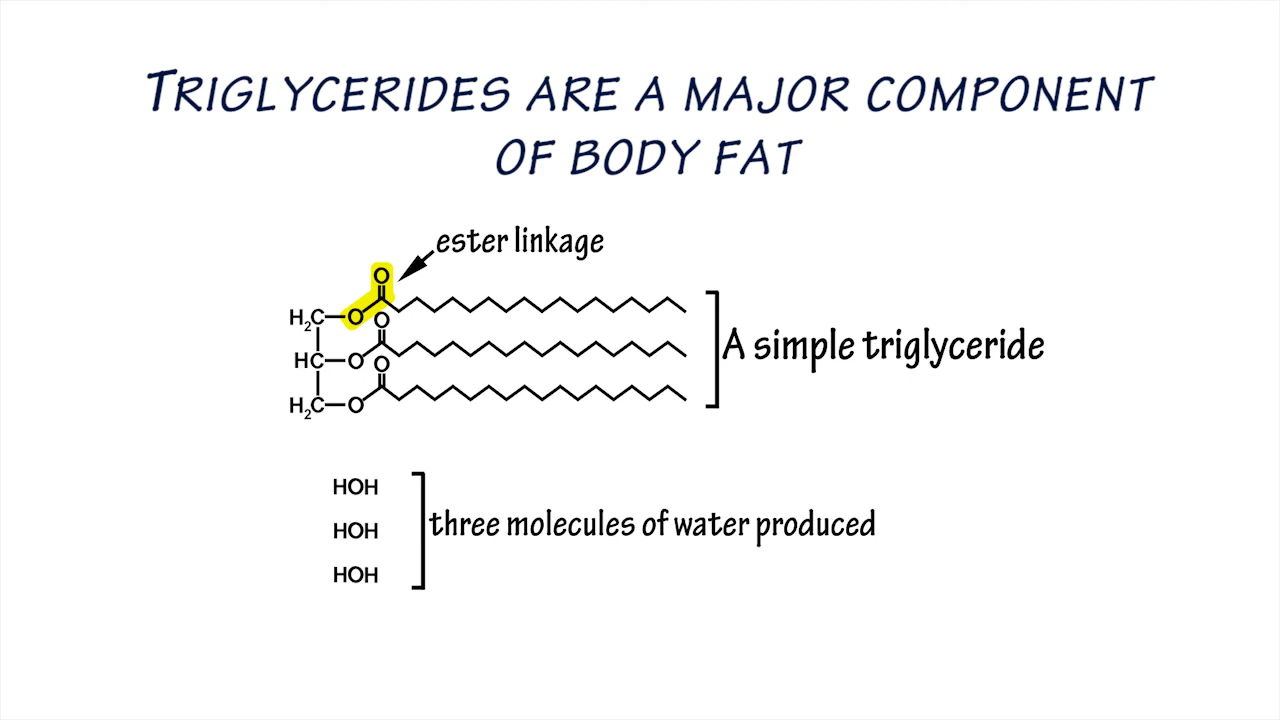 TRIGLYCERIDES ARE A MAJOR COMPONENT
OF BODY FAT
ester linkage
O
H₂C—O
O
HC—O
O
H₂C—O
A simple triglyceride
HOH
HOH
HOH
three molecules of water produced